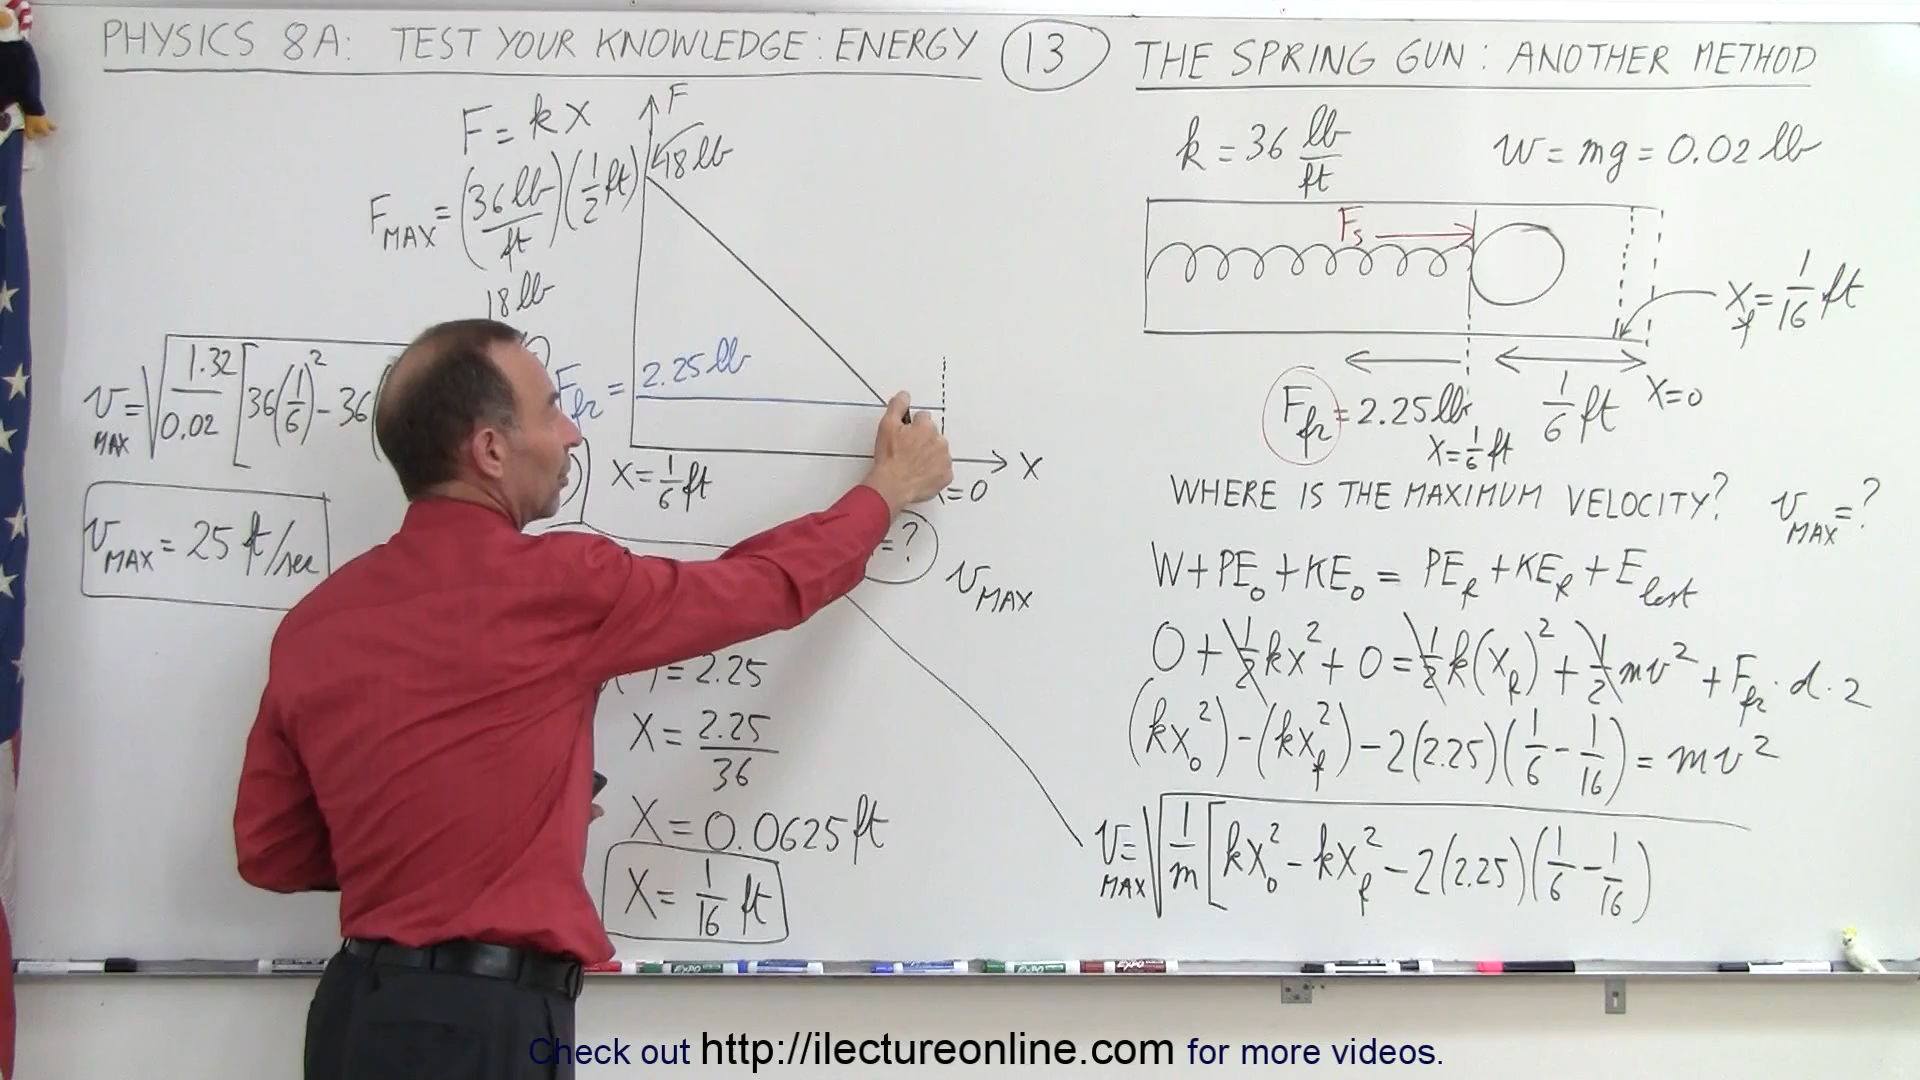 PHYSICS 8A: TEST YOUR KNOWLEDGE: ENERGY 13 THE SPRING GUN: ANOTHER METHOD
F = kx
F
18 lb
F_MAX = (36 lb/ft)(1/2 ft)
18 lb
F_fr = 2.25 lb
x = 1/6 ft
x
= 0
v_MAX = √ 1.32/0.02 [36(1/6)² - 36(
v_MAX = 25 ft/sec
= ?
v_MAX
= 2.25
x = 2.25/36
x = 0.0625 ft
x = 1/16 ft
k = 36 lb/ft
w = mg = 0.02 lb
F_s
x_f = 1/16 ft
F_fr = 2.25 lb
1/6 ft
x = 0
x = 1/6 ft
WHERE IS THE MAXIMUM VELOCITY? v_MAX = ?
W + PE_0 + KE_0 = PE_f + KE_f + E_lost
0 + 1/2 kx² + 0 = 1/2 k(x_f)² + 1/2 mv² + F_fr · d · 2
(kx_0²) - (kx_f²) - 2(2.25)(1/6 - 1/16) = mv²
v_MAX = √ 1/m [kx_0² - kx_f² - 2(2.25)(1/6 - 1/16)
EXPO
EXPO
EXPO
Check out http://ilectureonline.com for more videos.